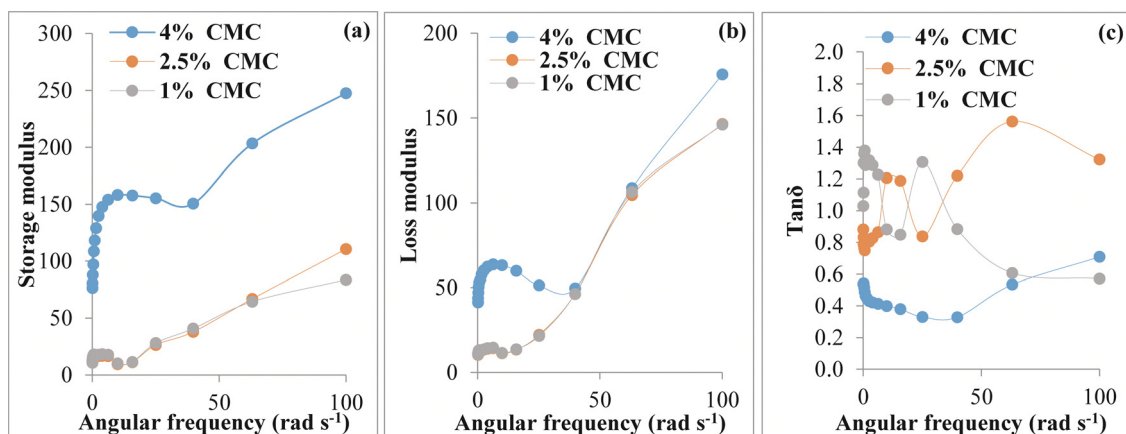 (a)
4% CMC
2.5% CMC
1% CMC
Storage modulus
300
250
200
150
100
50
0
0 50 100
Angular frequency (rad s-1)
(b)
4% CMC
2.5% CMC
1% CMC
Loss modulus
200
150
100
50
0
0 50 100
Angular frequency (rad s-1)
(c)
4% CMC
2.5% CMC
1% CMC
Tanδ
2.0
1.8
1.6
1.4
1.2
1.0
0.8
0.6
0.4
0.2
0.0
0 50 100
Angular frequency (rad s-1)